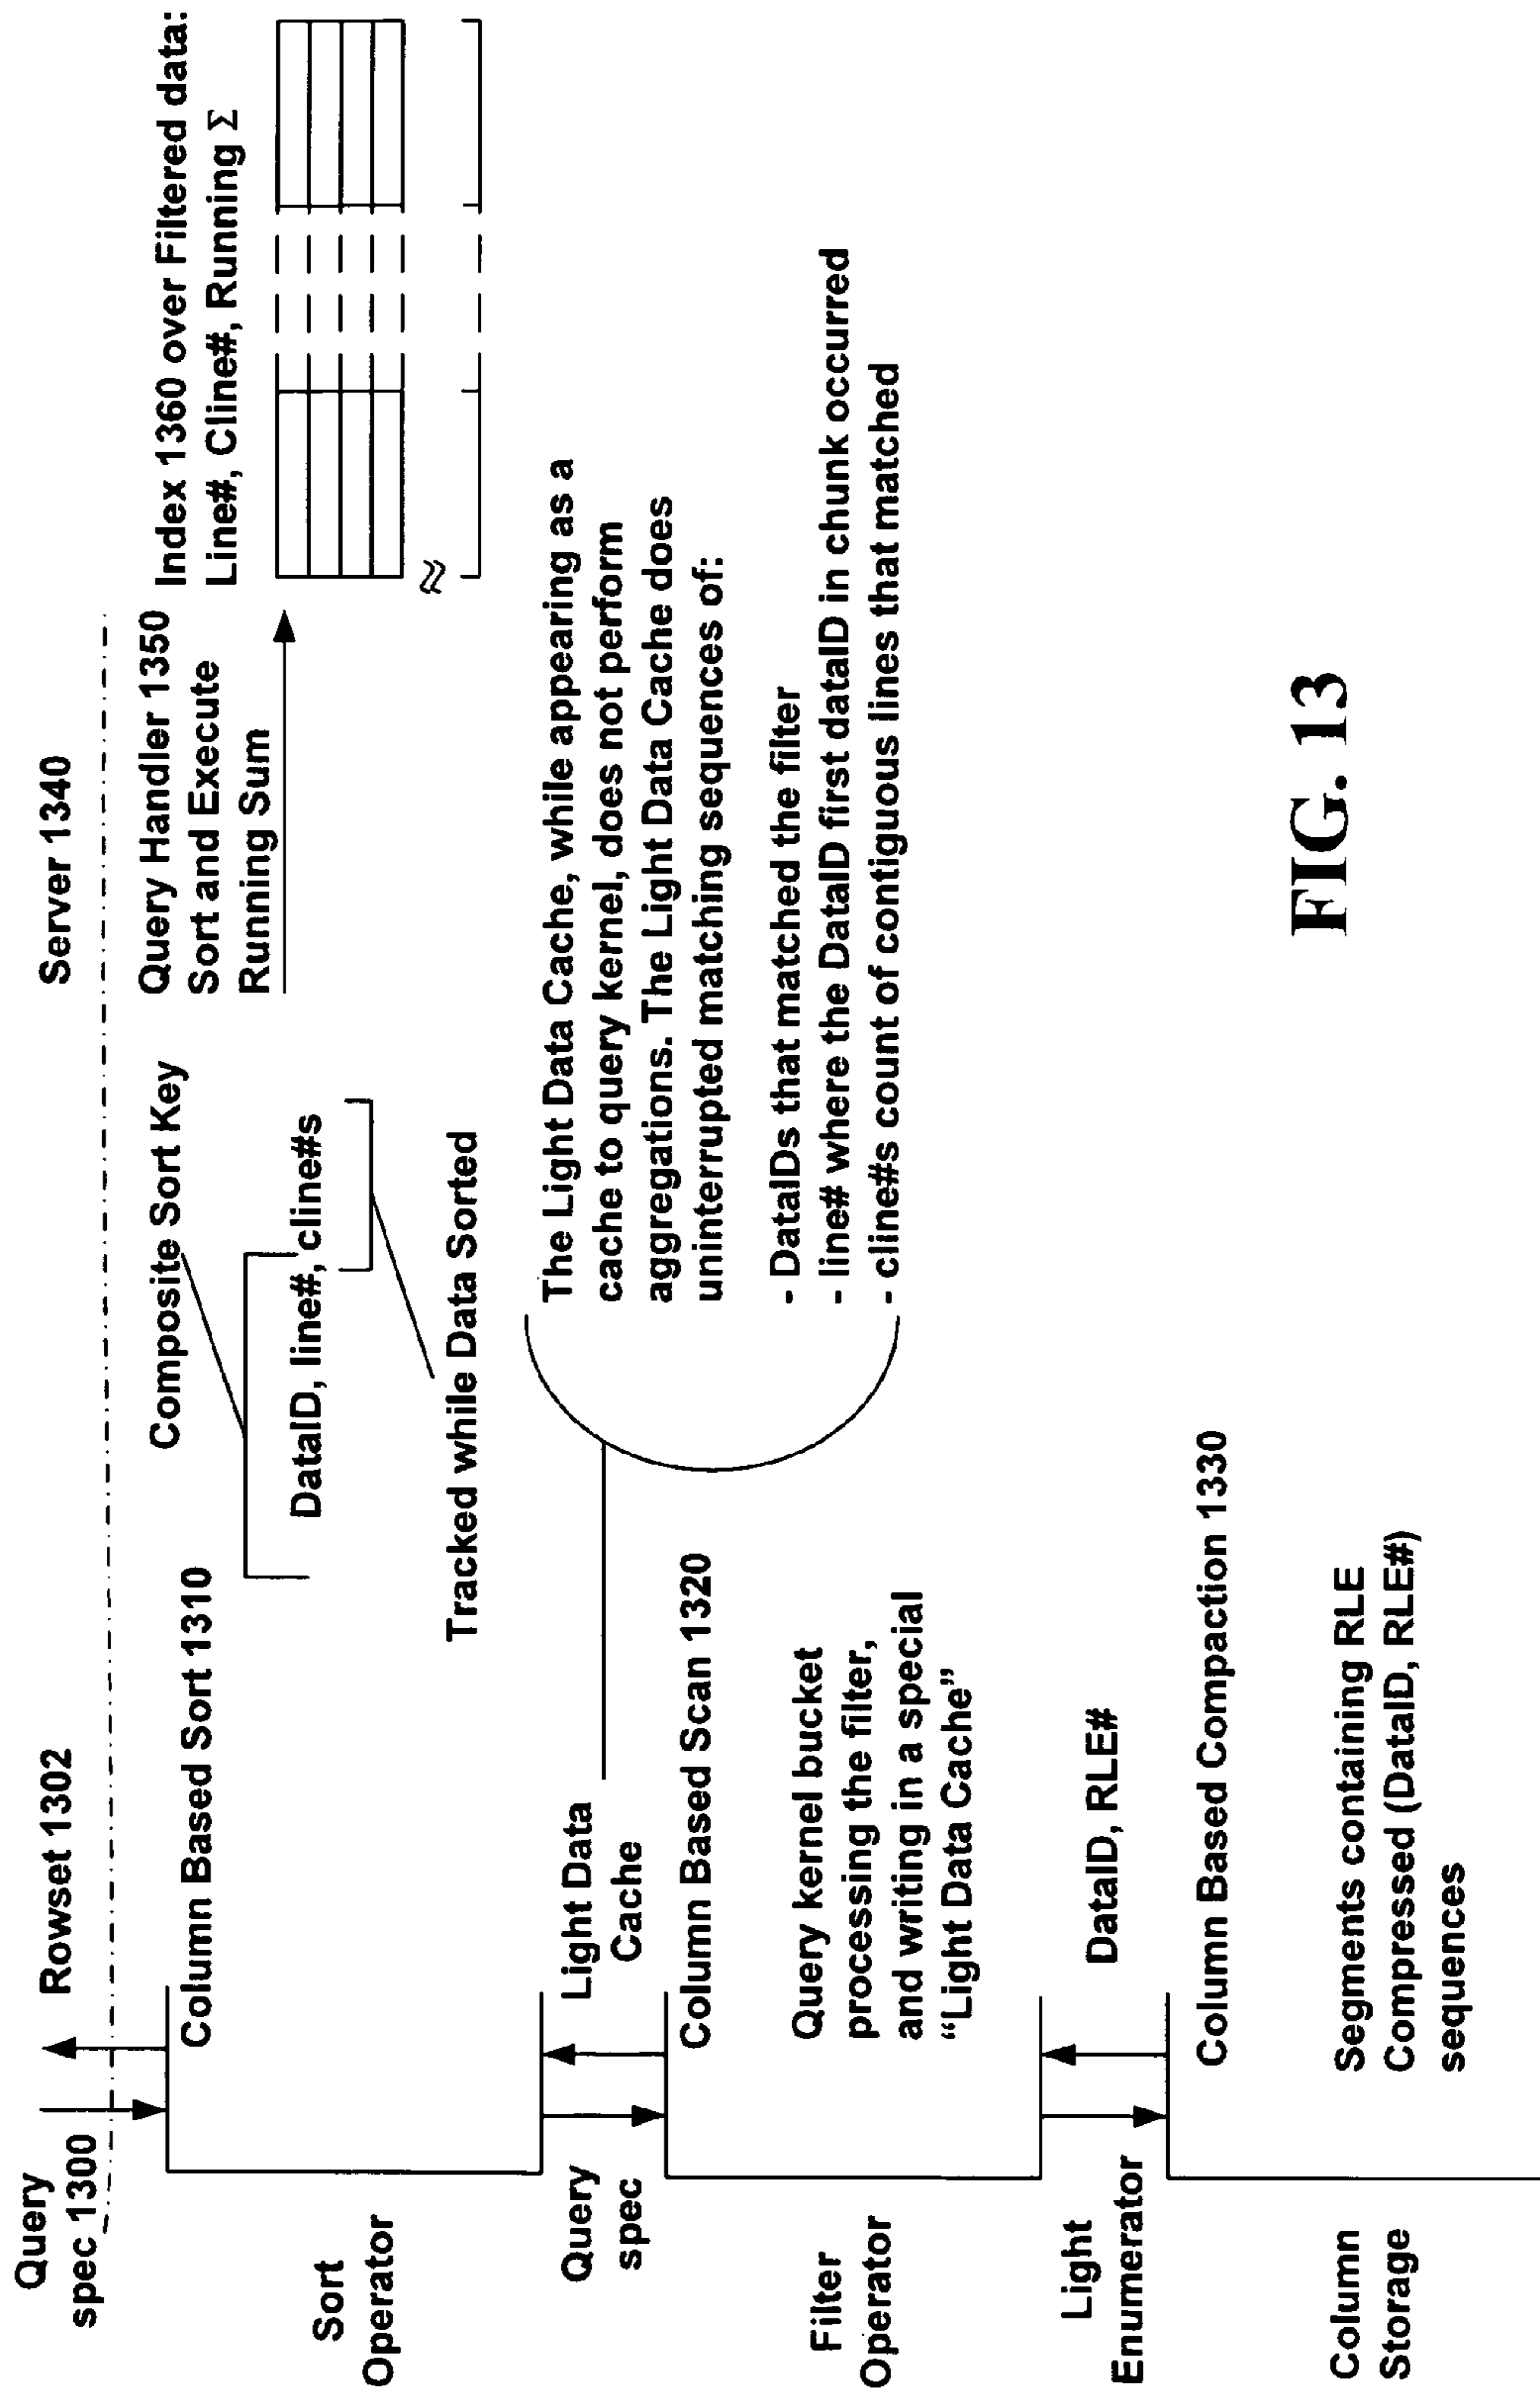 Query
spec 1300
Rowset 1302
Server 1340
Sort
Operator
Column Based Sort 1310
Composite Sort Key
DataID, line#, cline#s
Tracked while Data Sorted
Query Handler 1350
Sort and Execute
Running Sum
Index 1360 over Filtered data:
Line#, Cline#, Running Σ
≈
Query
spec
Light Data
Cache
The Light Data Cache, while appearing as a
cache to query kernel, does not perform
aggregations. The Light Data Cache does
uninterrupted matching sequences of:
- DataIDs that matched the filter
- line# where the DataID first dataID in chunk occurred
- cline#s count of contiguous lines that matched
Filter
Operator
Column Based Scan 1320
Query kernel bucket
processing the filter,
and writing in a special
“Light Data Cache”
Light
Enumerator
DataID, RLE#
Column
Storage
Column Based Compaction 1330
Segments containing RLE
Compressed (DataID, RLE#)
sequences
FIG. 13